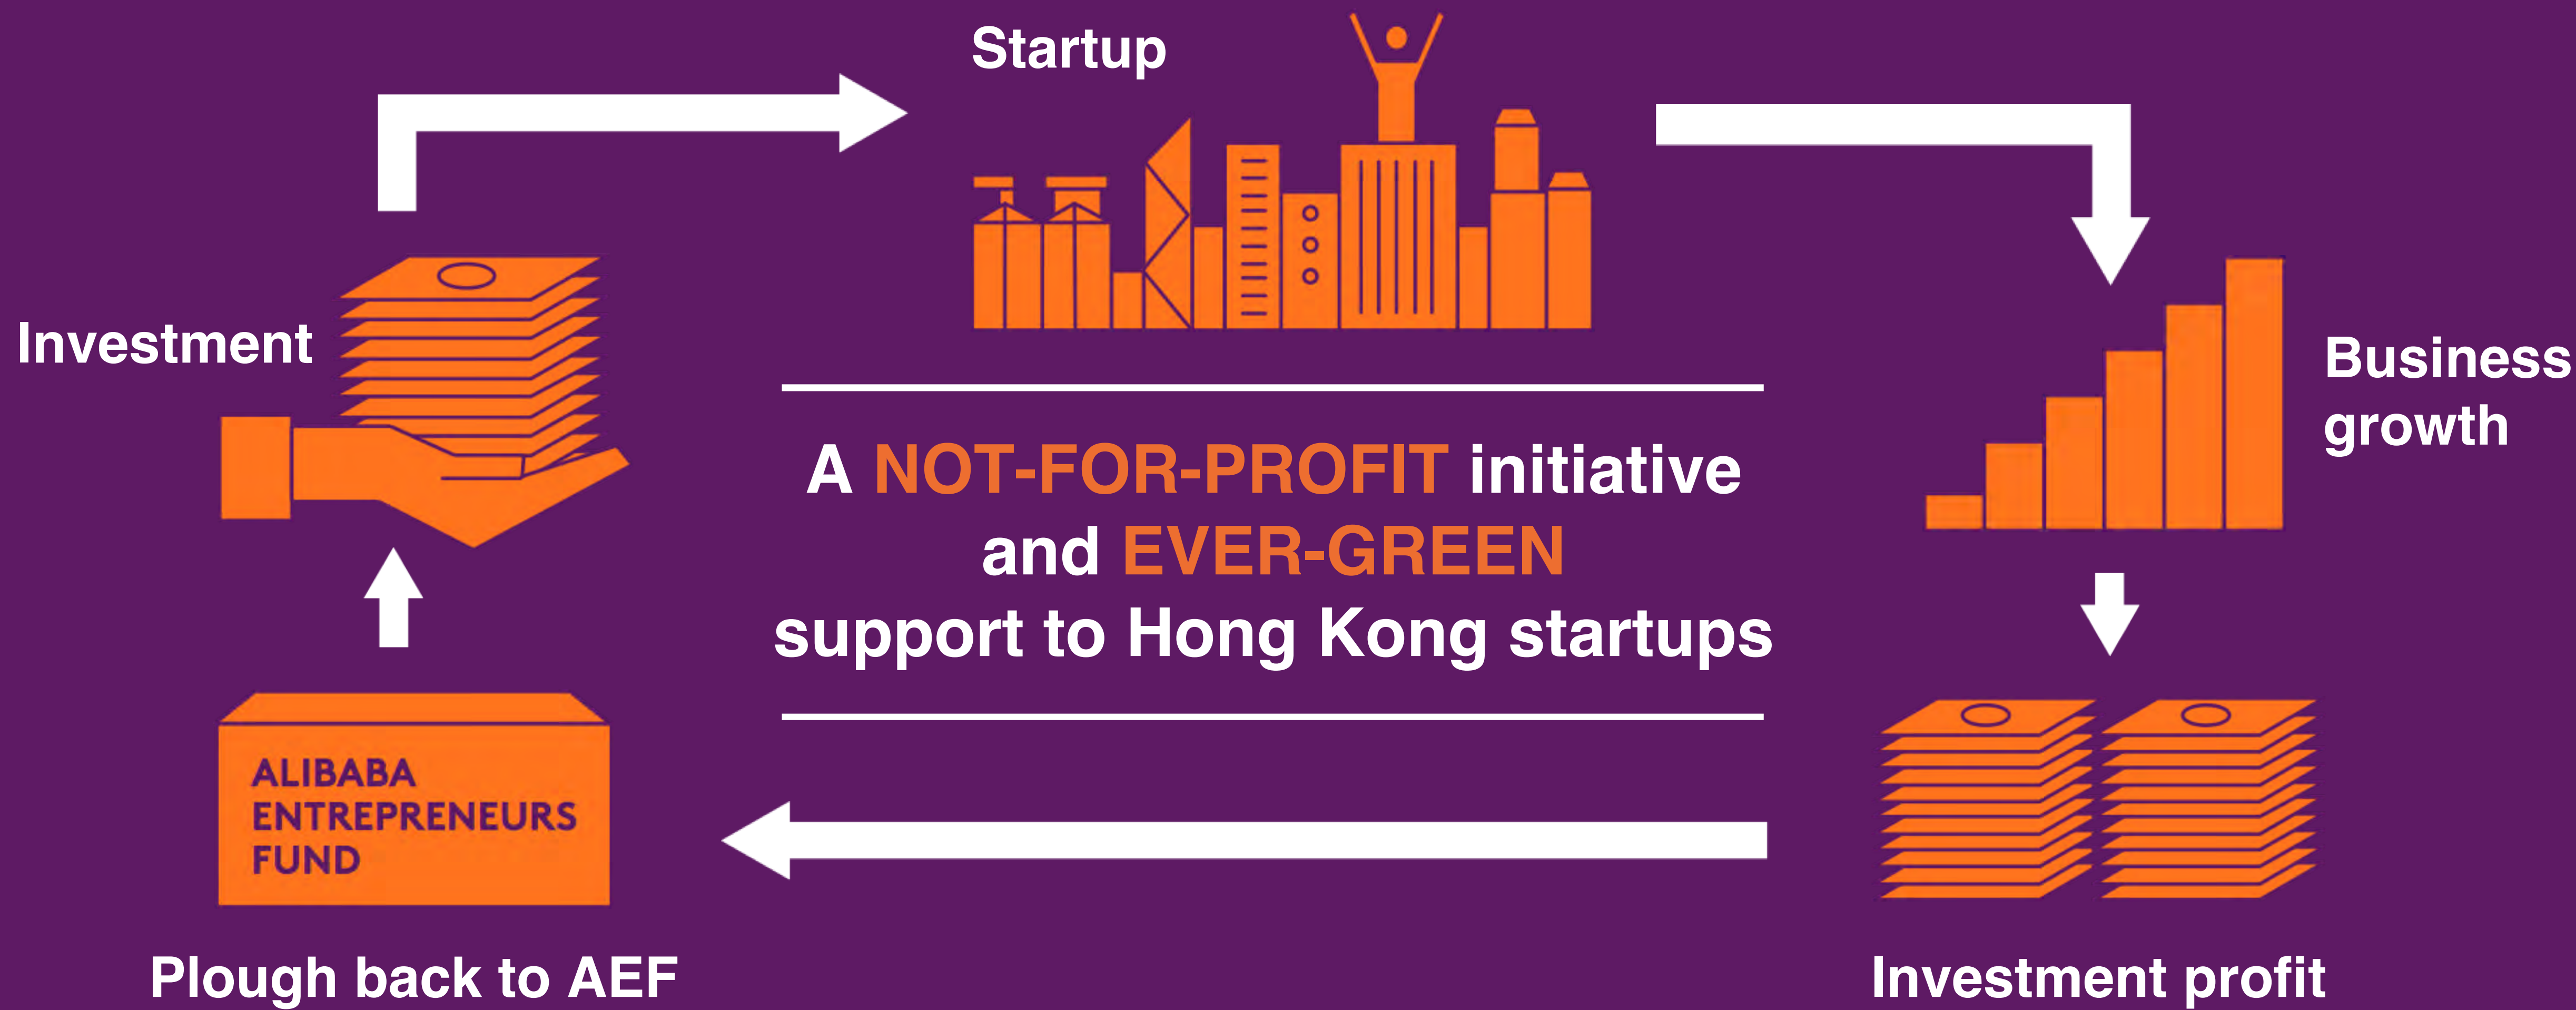 Startup
Investment
Business
growth
A NOT-FOR-PROFIT initiative
and EVER-GREEN
support to Hong Kong startups
ALIBABA
ENTREPRENEURS
FUND
Plough back to AEF
Investment profit